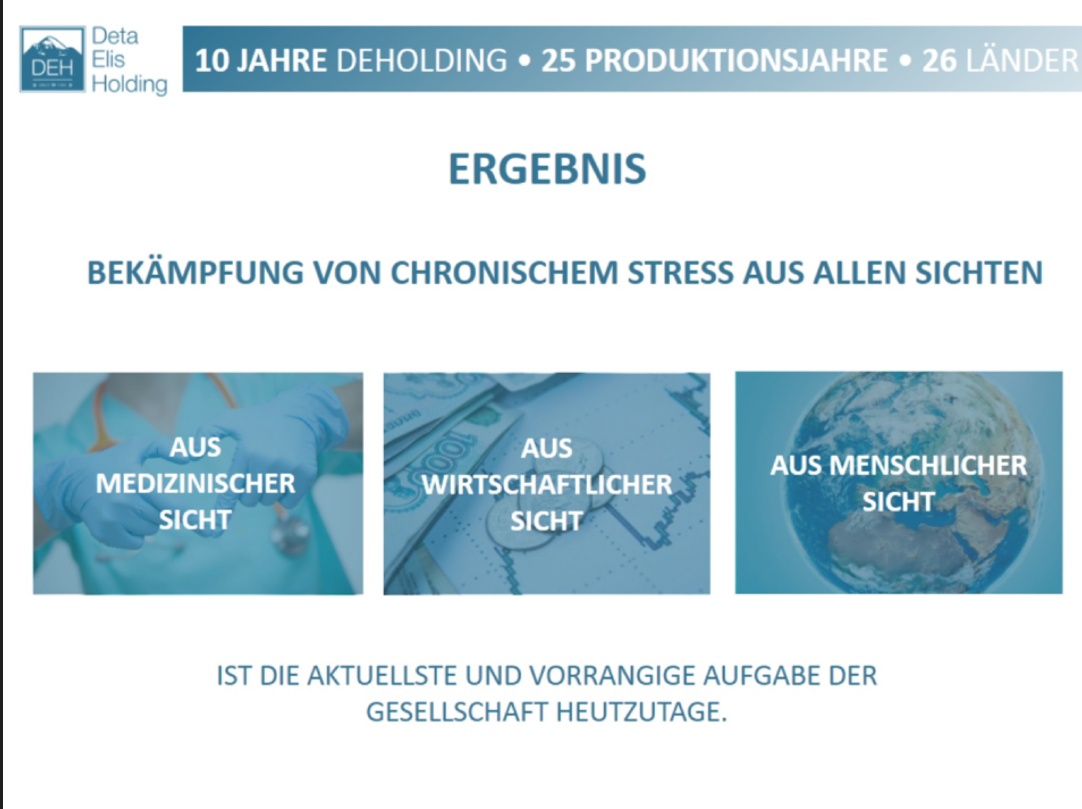 Deta
Elis
Holding
DEH
10 JAHRE DEHOLDING • 25 PRODUKTIONSJAHRE • 26 LÄNDER
ERGEBNIS
BEKÄMPFUNG VON CHRONISCHEM STRESS AUS ALLEN SICHTEN
AUS
MEDIZINISCHER
SICHT
AUS
WIRTSCHAFTLICHER
SICHT
1000
AUS MENSCHLICHER
SICHT
IST DIE AKTUELLSTE UND VORRANGIGE AUFGABE DER
GESELLSCHAFT HEUTZUTAGE.